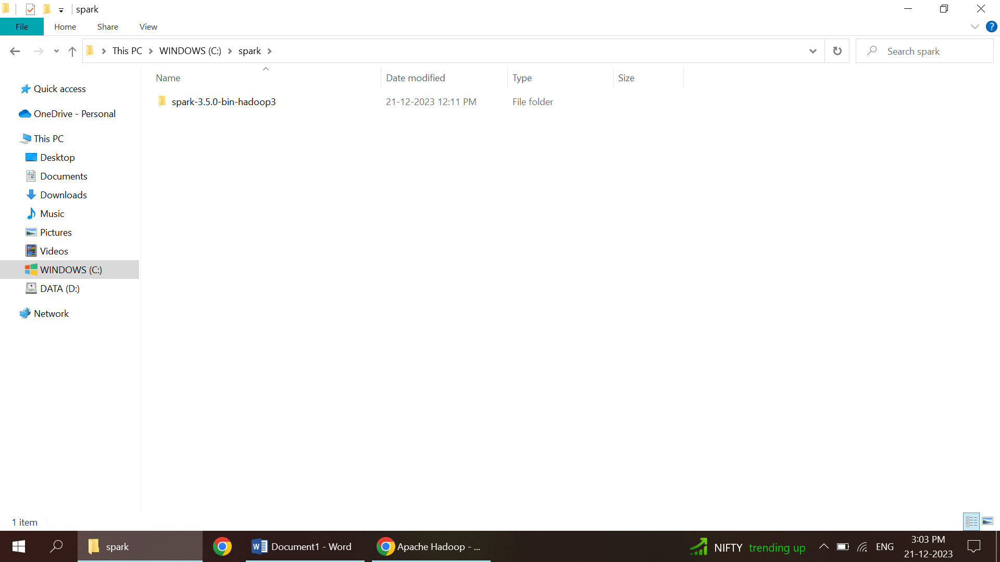 spark
File Home Share View
This PC WINDOWS (C:) spark
Search spark
Name Date modified Type Size
spark-3.5.0-bin-hadoop3 21-12-2023 12:11 PM File folder
Quick access
OneDrive - Personal
This PC
Desktop
Documents
Downloads
Music
Pictures
Videos
WINDOWS (C:)
DATA (D:)
Network
1 item
spark Document1 - Word Apache Hadoop - ... NIFTY trending up ENG 3:03 PM
21-12-2023